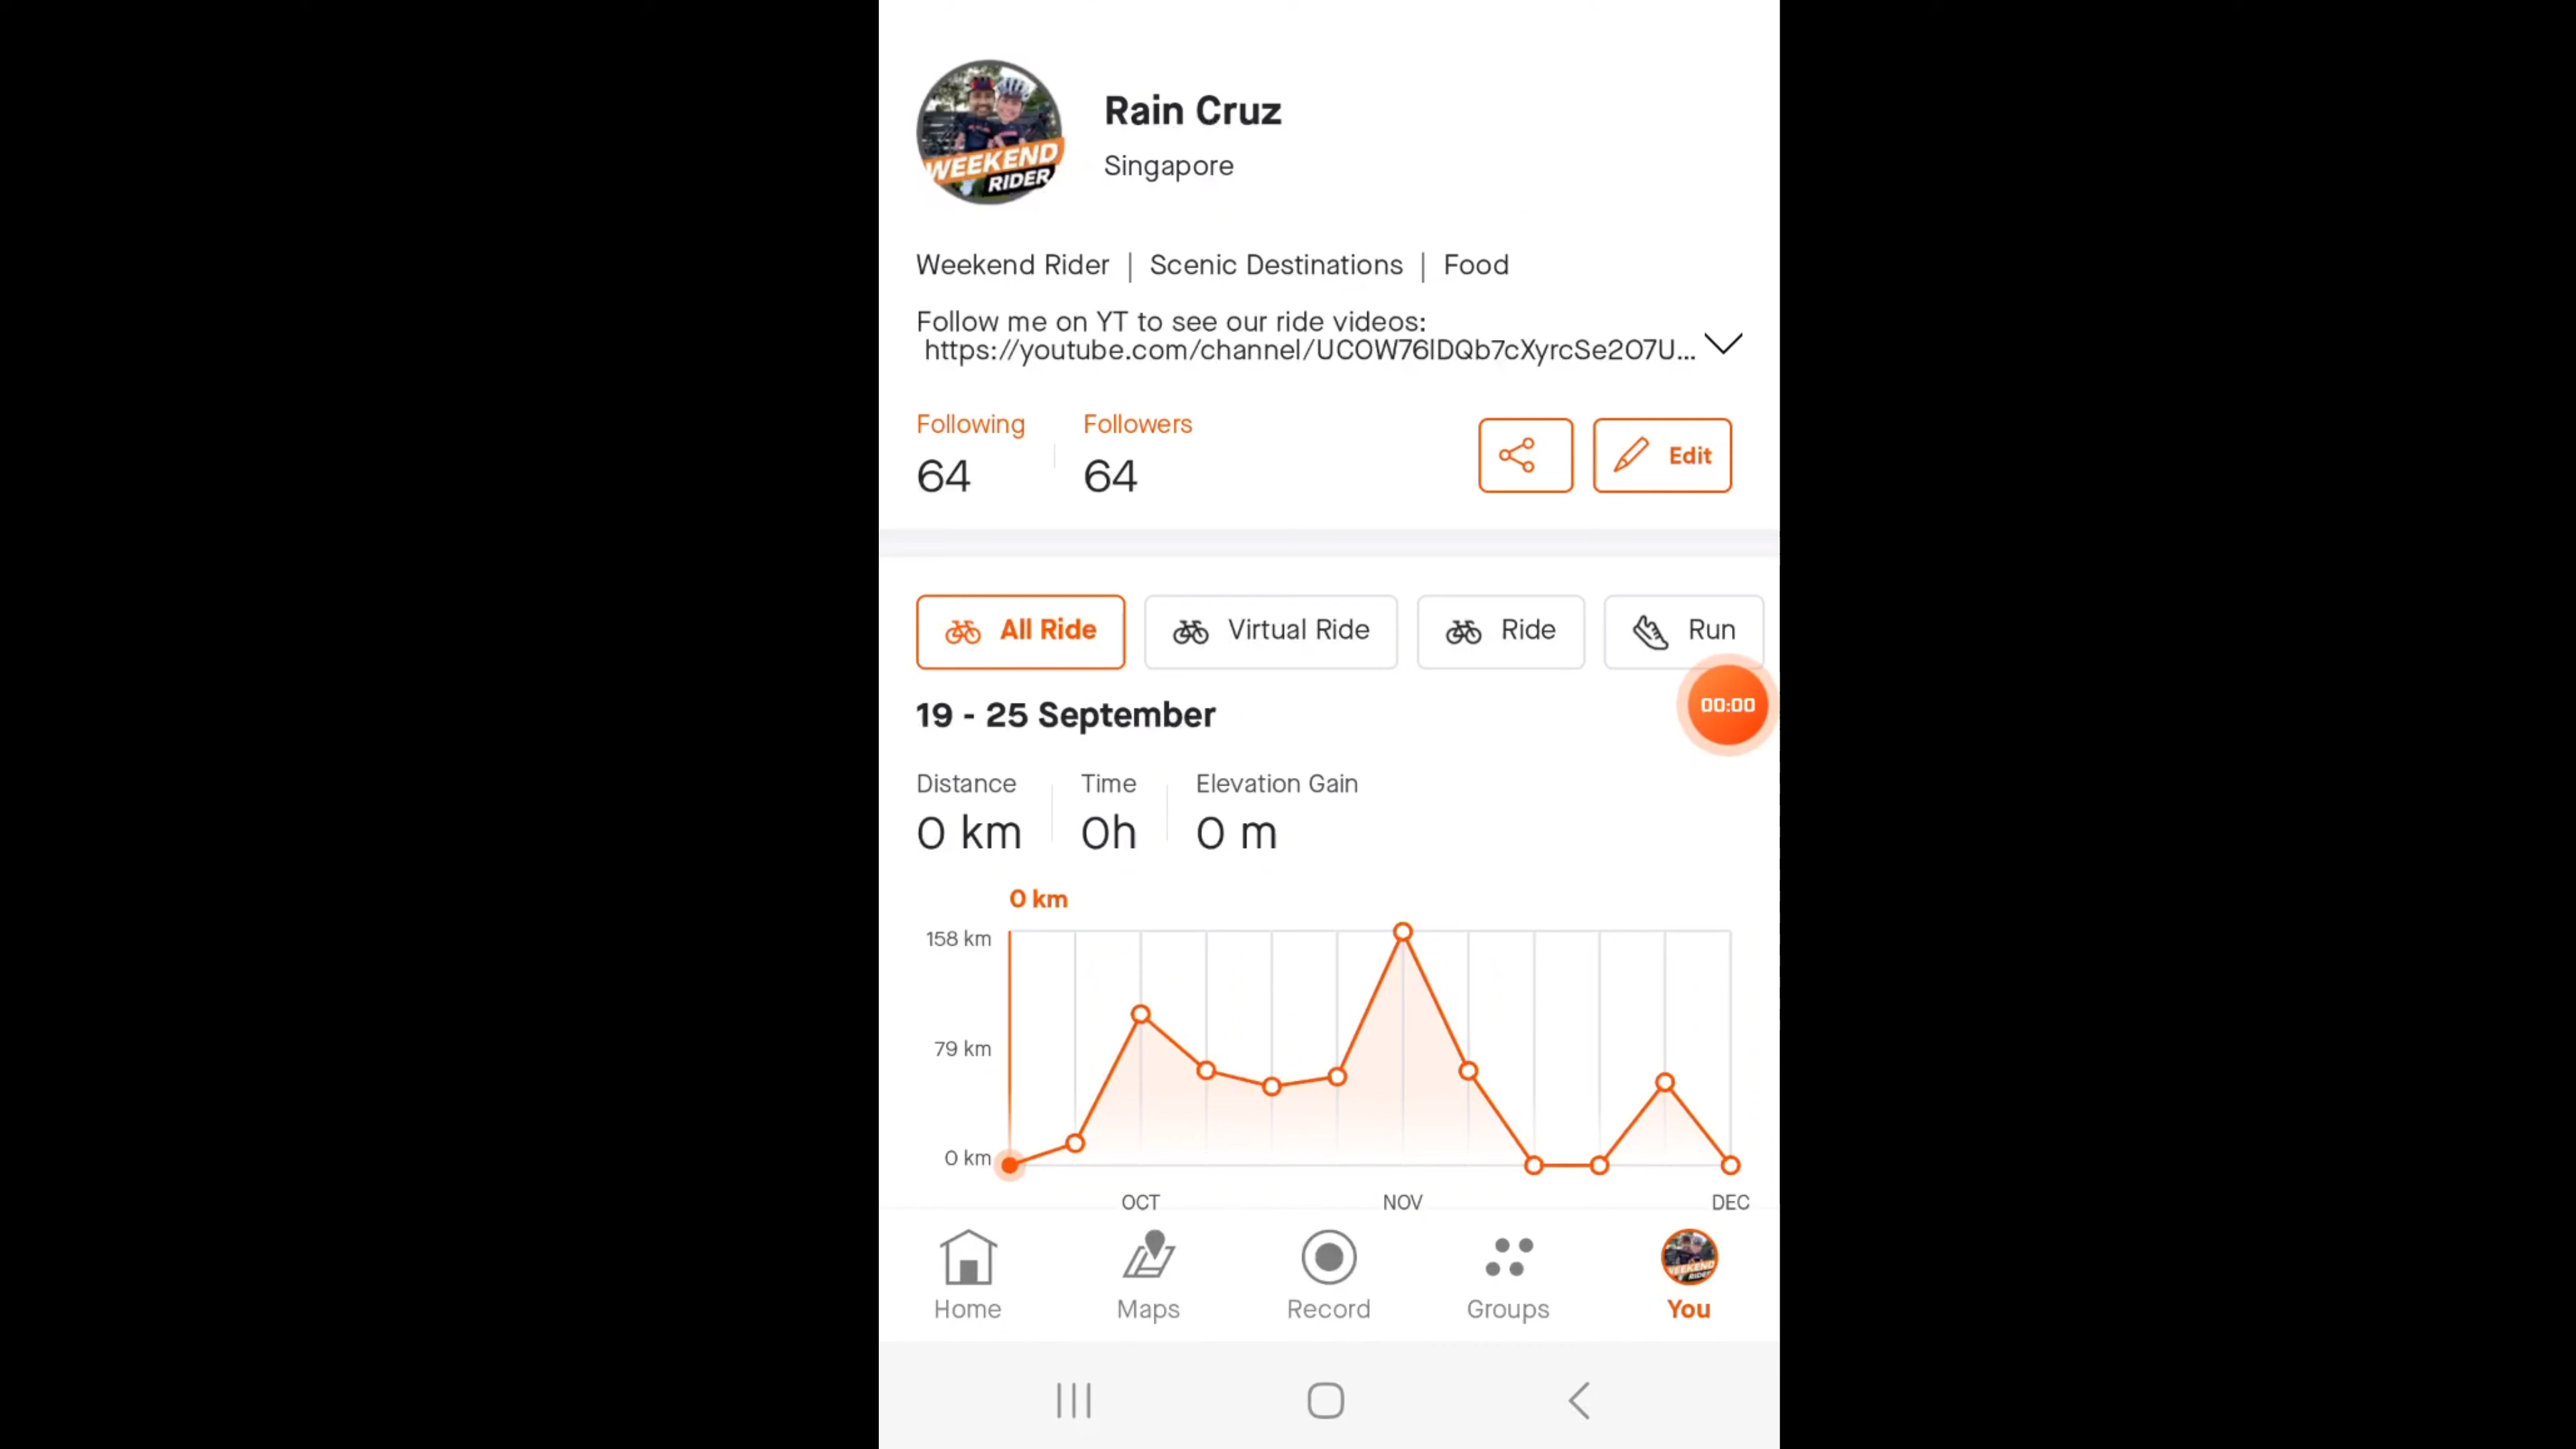 WEEKEND
RIDER
Rain Cruz
Singapore
Weekend Rider | Scenic Destinations | Food
Follow me on YT to see our ride videos:
https://youtube.com/channel/UCOW76IDQb7cXyrcSe2O7U...
Following
64
Followers
64
Edit
All Ride
Virtual Ride
Ride
Run
00:00
19 - 25 September
Distance
0 km
Time
0h
Elevation Gain
0 m
0 km
158 km
79 km
0 km
OCT
NOV
DEC
Home
Maps
Record
Groups
WEEKEND
RIDER
You